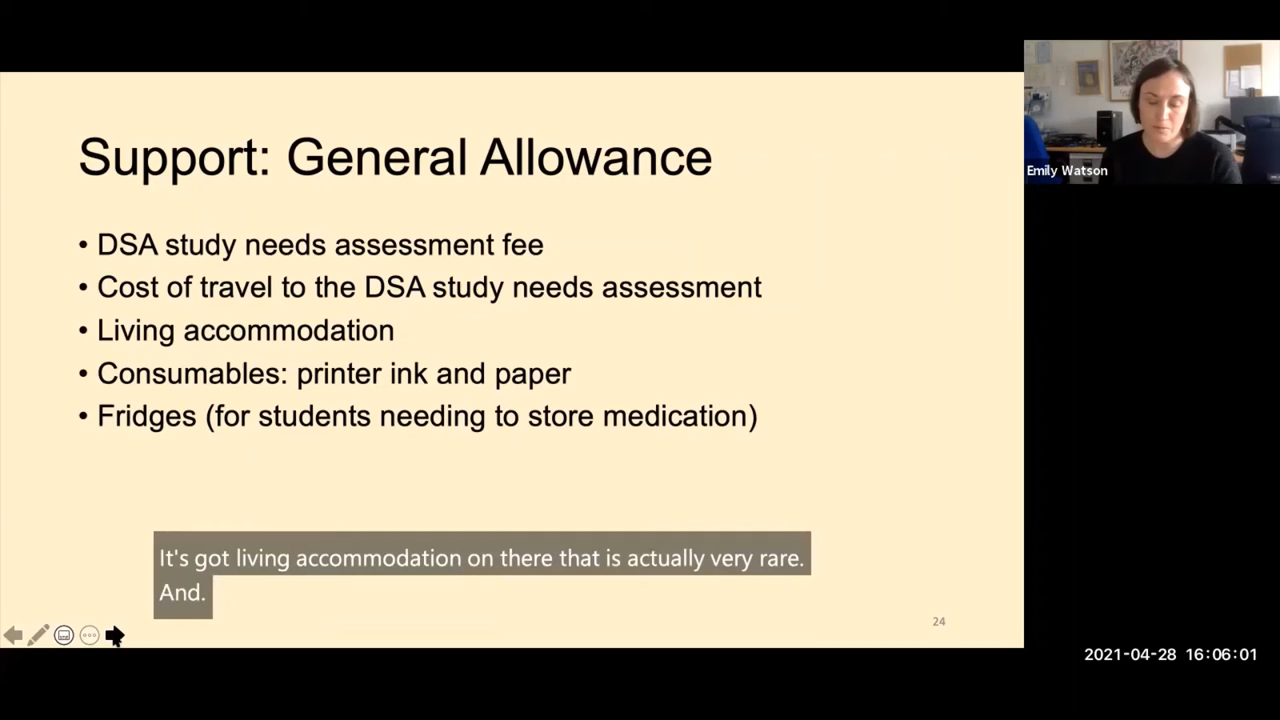 Support: General Allowance
• DSA study needs assessment fee
• Cost of travel to the DSA study needs assessment
• Living accommodation
• Consumables: printer ink and paper
• Fridges (for students needing to store medication)
It's got living accommodation on there that is actually very rare.
And.
24
Emily Watson
2021-04-28 16:06:01